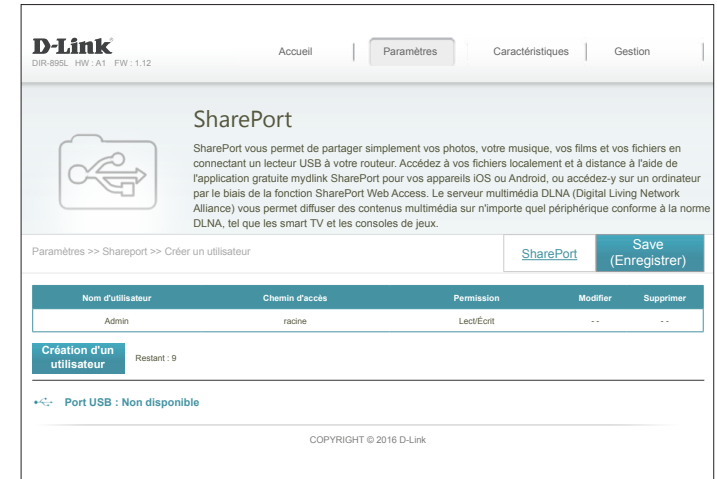 D-Link
DIR-895L HW : A1 FW : 1.12
Accueil
Paramètres
Caractéristiques
Gestion
SharePort
SharePort vous permet de partager simplement vos photos, votre musique, vos films et vos fichiers en
connectant un lecteur USB à votre routeur. Accédez à vos fichiers localement et à distance à l'aide de
l'application gratuite mydlink SharePort pour vos appareils iOS ou Android, ou accédez-y sur un ordinateur
par le biais de la fonction SharePort Web Access. Le serveur multimédia DLNA (Digital Living Network
Alliance) vous permet diffuser des contenus multimédia sur n'importe quel périphérique conforme à la norme
DLNA, tel que les smart TV et les consoles de jeux.
Paramètres >> Shareport >> Créer un utilisateur
SharePort
Save
(Enregistrer)
Nom d'utilisateur Chemin d'accès Permission Modifier Supprimer
Admin racine Lect/Écrit - - - -
Création d'un
utilisateur
Restant : 9
Port USB : Non disponible
COPYRIGHT © 2016 D-Link